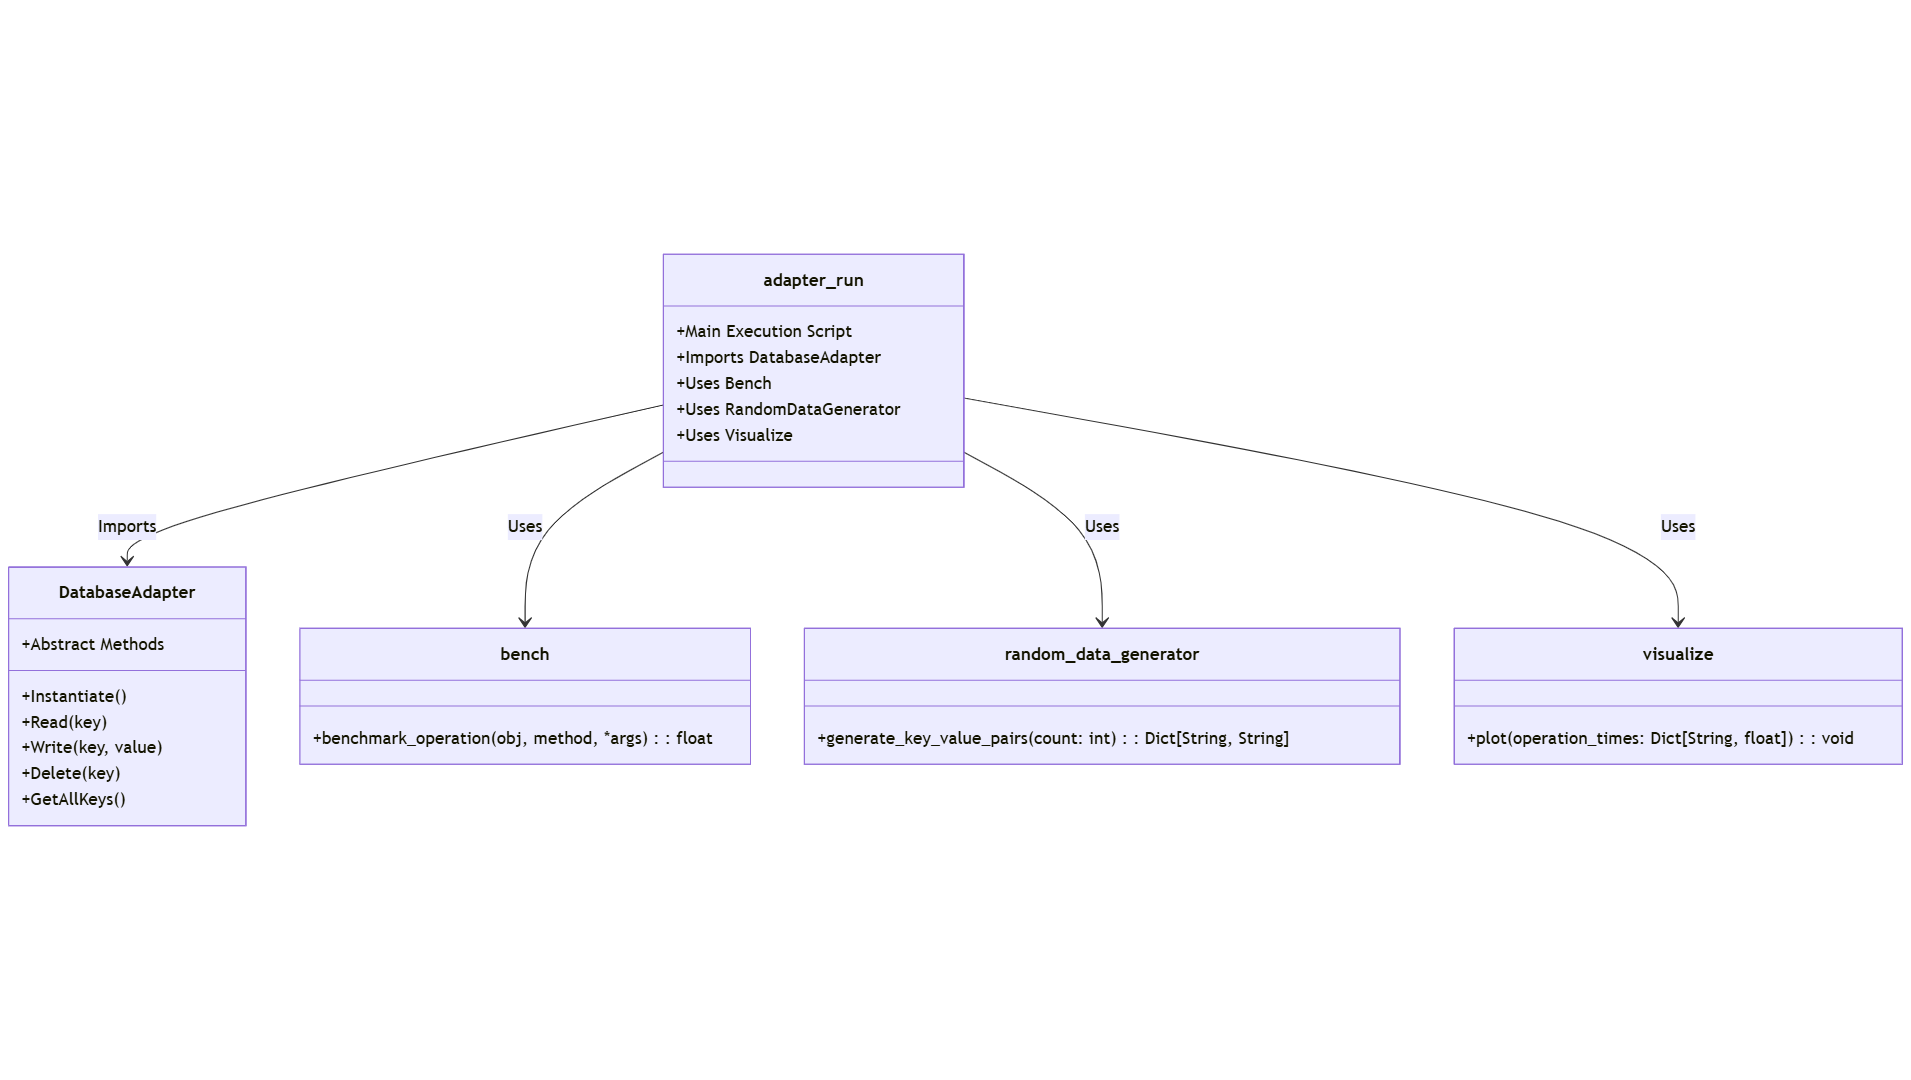 adapter_run
+Main Execution Script
+Imports DatabaseAdapter
+Uses Bench
+Uses RandomDataGenerator
+Uses Visualize
Imports
Uses
Uses
Uses
DatabaseAdapter
+Abstract Methods
+Instantiate()
+Read(key)
+Write(key, value)
+Delete(key)
+GetAllKeys()
bench
+benchmark_operation(obj, method, *args) : : float
random_data_generator
+generate_key_value_pairs(count: int) : : Dict[String, String]
visualize
+plot(operation_times: Dict[String, float]) : : void